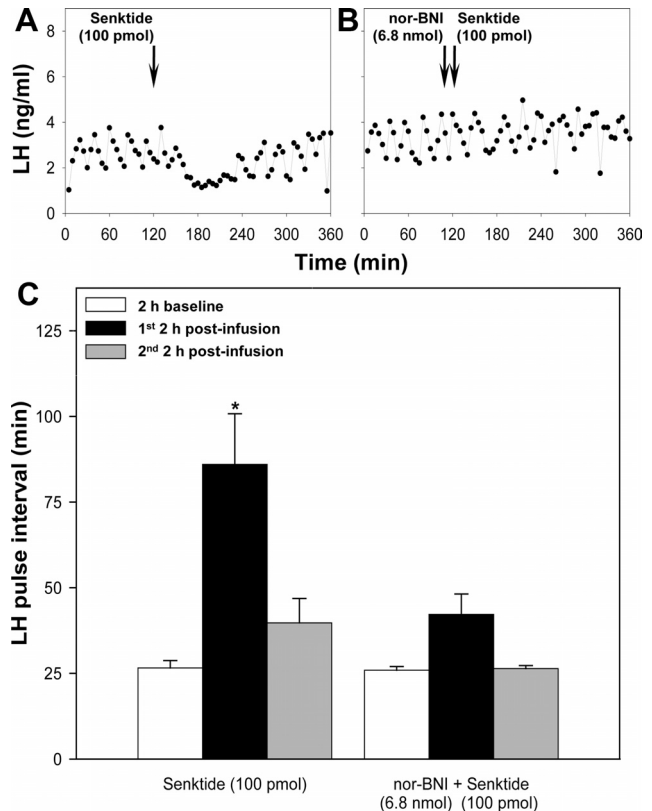 A
Senktide
(100 pmol)
B
nor-BNI
(6.8 nmol)
Senktide
(100 pmol)
LH (ng/ml)
8
6
4
2
0
0 60 120 180 240 300 360
0 60 120 180 240 300 360
Time (min)
C
2 h baseline
1st 2 h post-infusion
2nd 2 h post-infusion
LH pulse interval (min)
125
100
75
50
25
0
*
Senktide (100 pmol)
nor-BNI + Senktide
(6.8 nmol) (100 pmol)